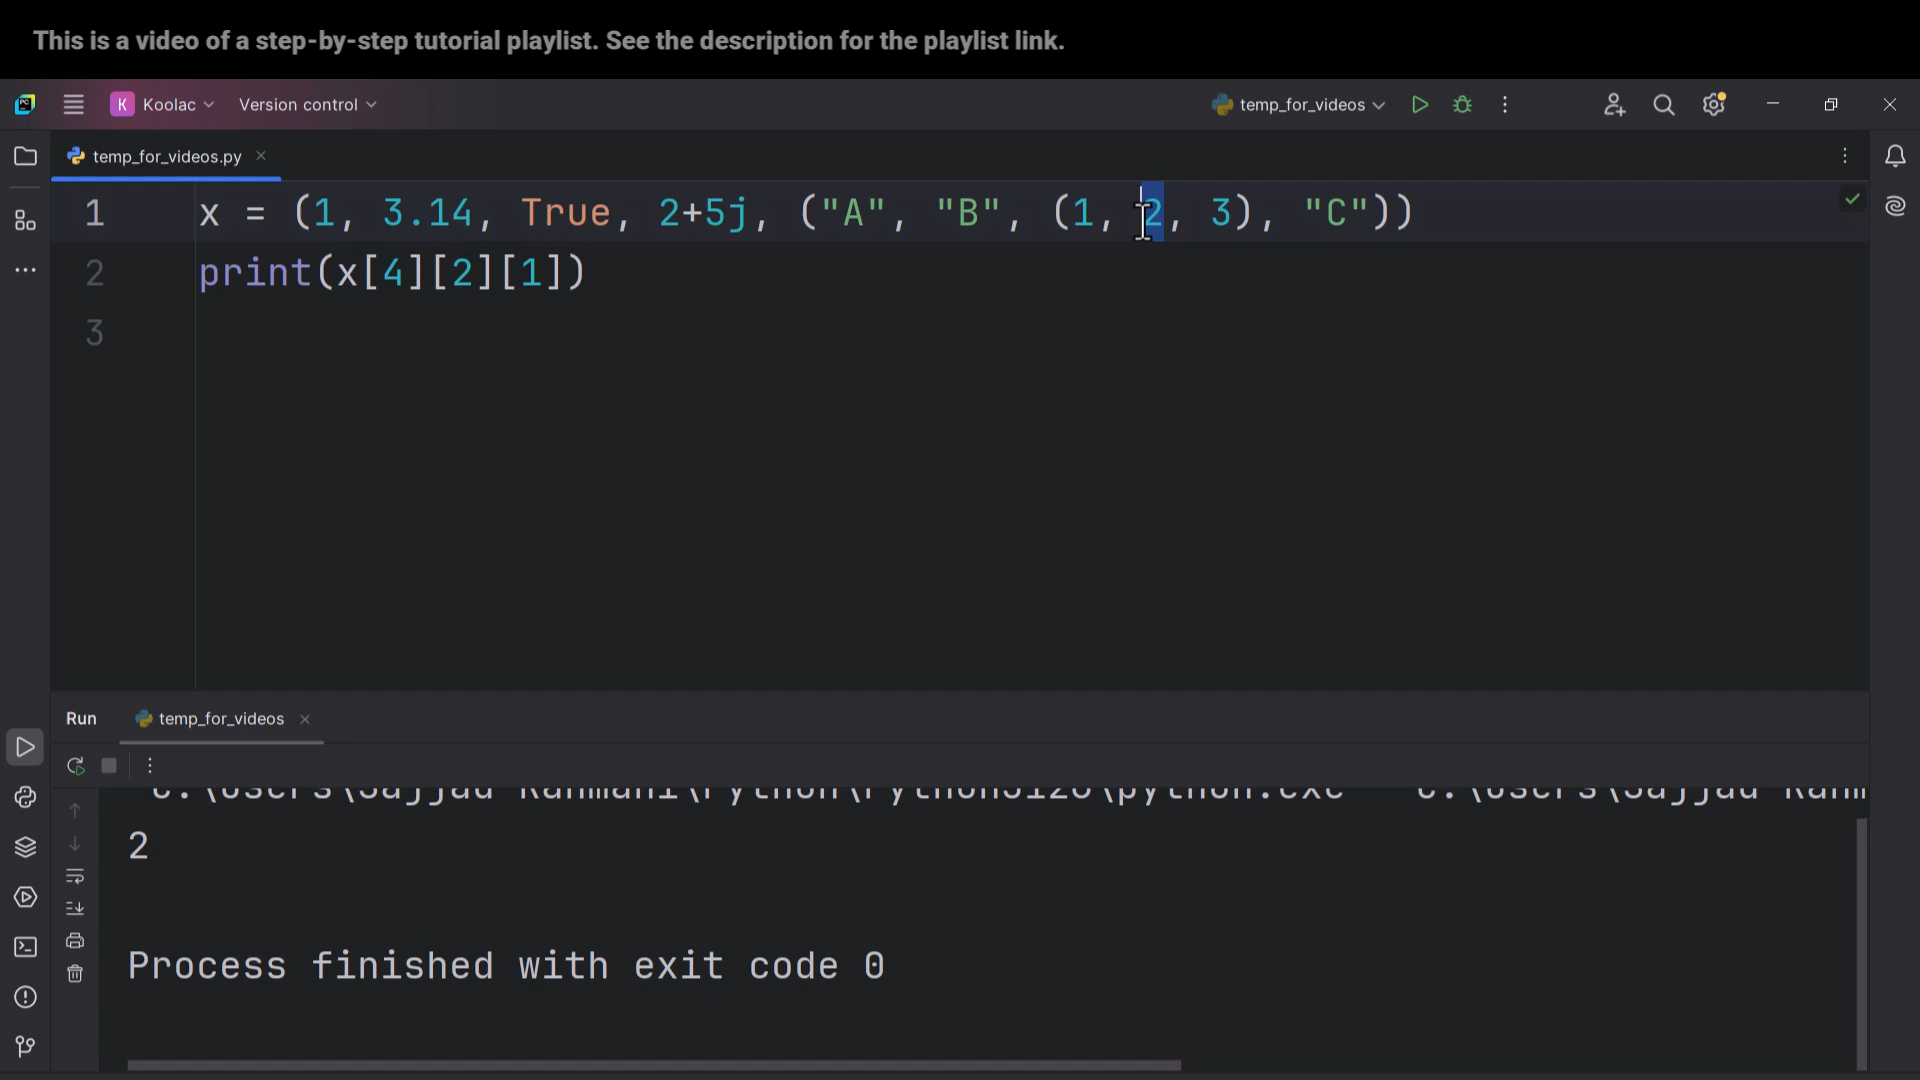 This is a video of a step-by-step tutorial playlist. See the description for the playlist link.
K Koolac Version control temp_for_videos
temp_for_videos.py
1 x = (1, 3.14, True, 2+5j, ("A", "B", (1, 2, 3), "C"))
2 print(x[4][2][1])
3
Run temp_for_videos
2
Process finished with exit code 0